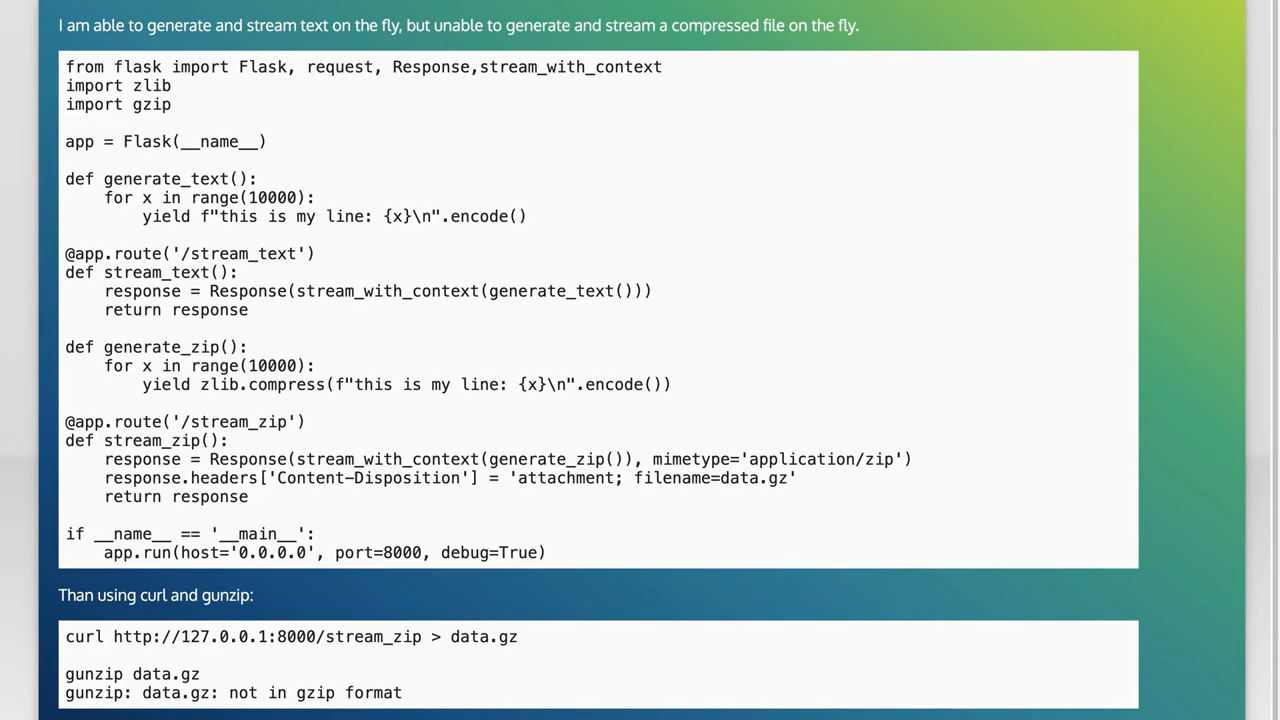 I am able to generate and stream text on the fly, but unable to generate and stream a compressed file on the fly.
from flask import Flask, request, Response,stream_with_context
import zlib
import gzip
app = Flask(__name__)
def generate_text():
    for x in range(10000):
        yield f"this is my line: {x}\n".encode()
@app.route('/stream_text')
def stream_text():
    response = Response(stream_with_context(generate_text()))
    return response
def generate_zip():
    for x in range(10000):
        yield zlib.compress(f"this is my line: {x}\n".encode())
@app.route('/stream_zip')
def stream_zip():
    response = Response(stream_with_context(generate_zip()), mimetype='application/zip')
    response.headers['Content-Disposition'] = 'attachment; filename=data.gz'
    return response
if __name__ == '__main__':
    app.run(host='0.0.0.0', port=8000, debug=True)
Than using curl and gunzip:
curl http://127.0.0.1:8000/stream_zip > data.gz
gunzip data.gz
gunzip: data.gz: not in gzip format